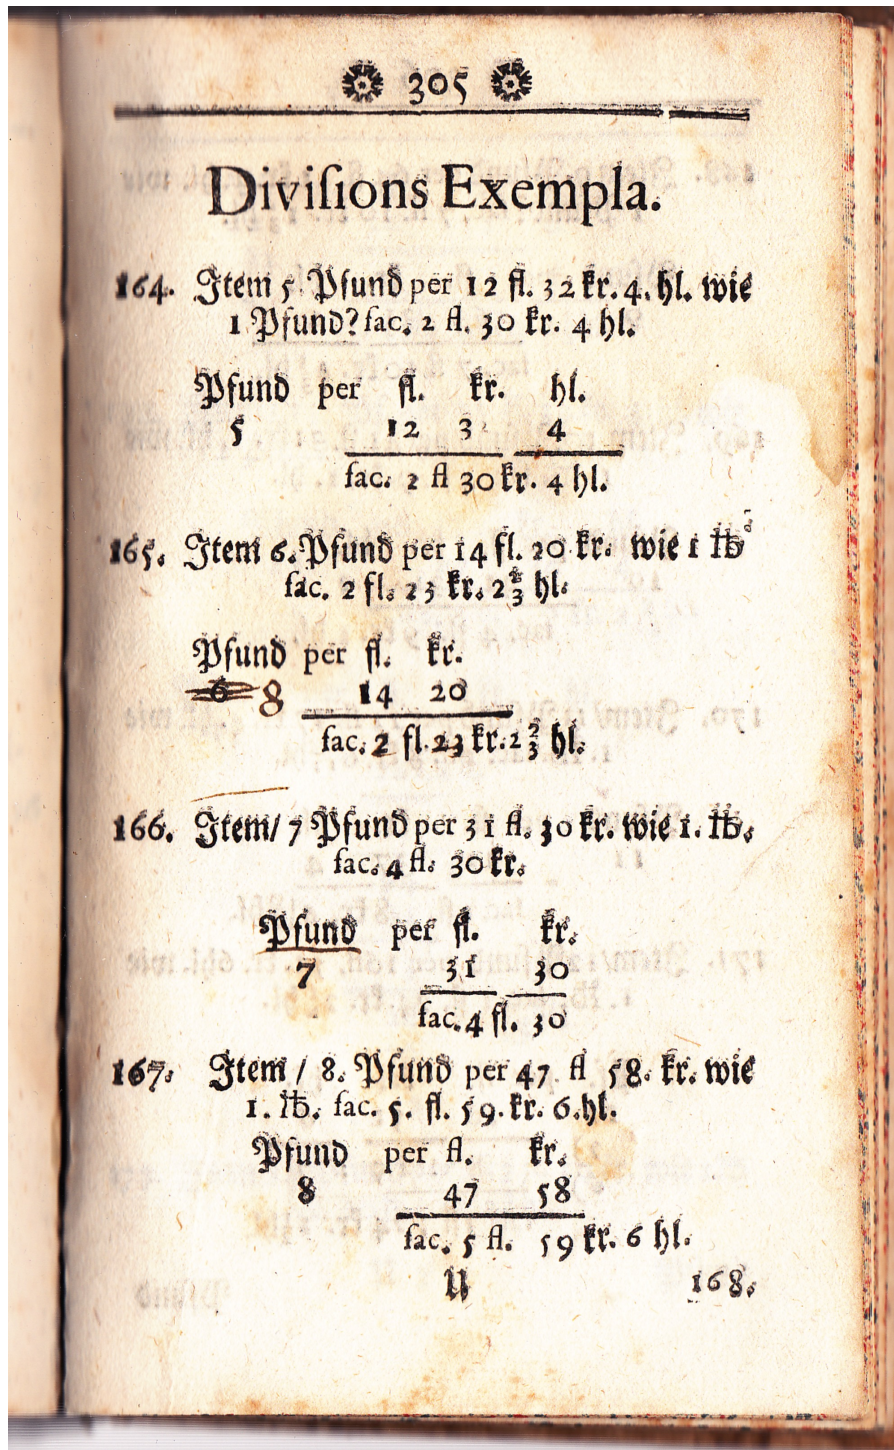 305
Diviſions Exempla.
164. Item 5 Pfund per 12 fl. 32 kr. 4. hl. wie
1 Pfund? fac. 2 fl. 30 kr. 4 hl.
Pfund per fl. kr. hl.
5 12 3 4
fac. 2 fl 30 kr. 4 hl.
165. Item 6. Pfund per 14 fl. 20 kr. wie 1 ℔?
fac. 2 fl. 23 kr. 2 2/3 hl.
Pfund per fl. kr.
6 8 14 20
fac. 2 fl. 23 kr. 2 2/3 hl.
166. Item/ 7 Pfund per 31 fl. 30 kr. wie 1. ℔.
fac. 4 fl. 30 kr.
Pfund per fl. kr.
7 31 30
fac. 4 fl. 30
167. Item / 8. Pfund per 47 fl 58. kr. wie
1. ℔. fac. 5. fl. 59. kr. 6. hl.
Pfund per fl. kr.
8 47 58
fac. 5 fl. 59 kr. 6 hl.
U 168.